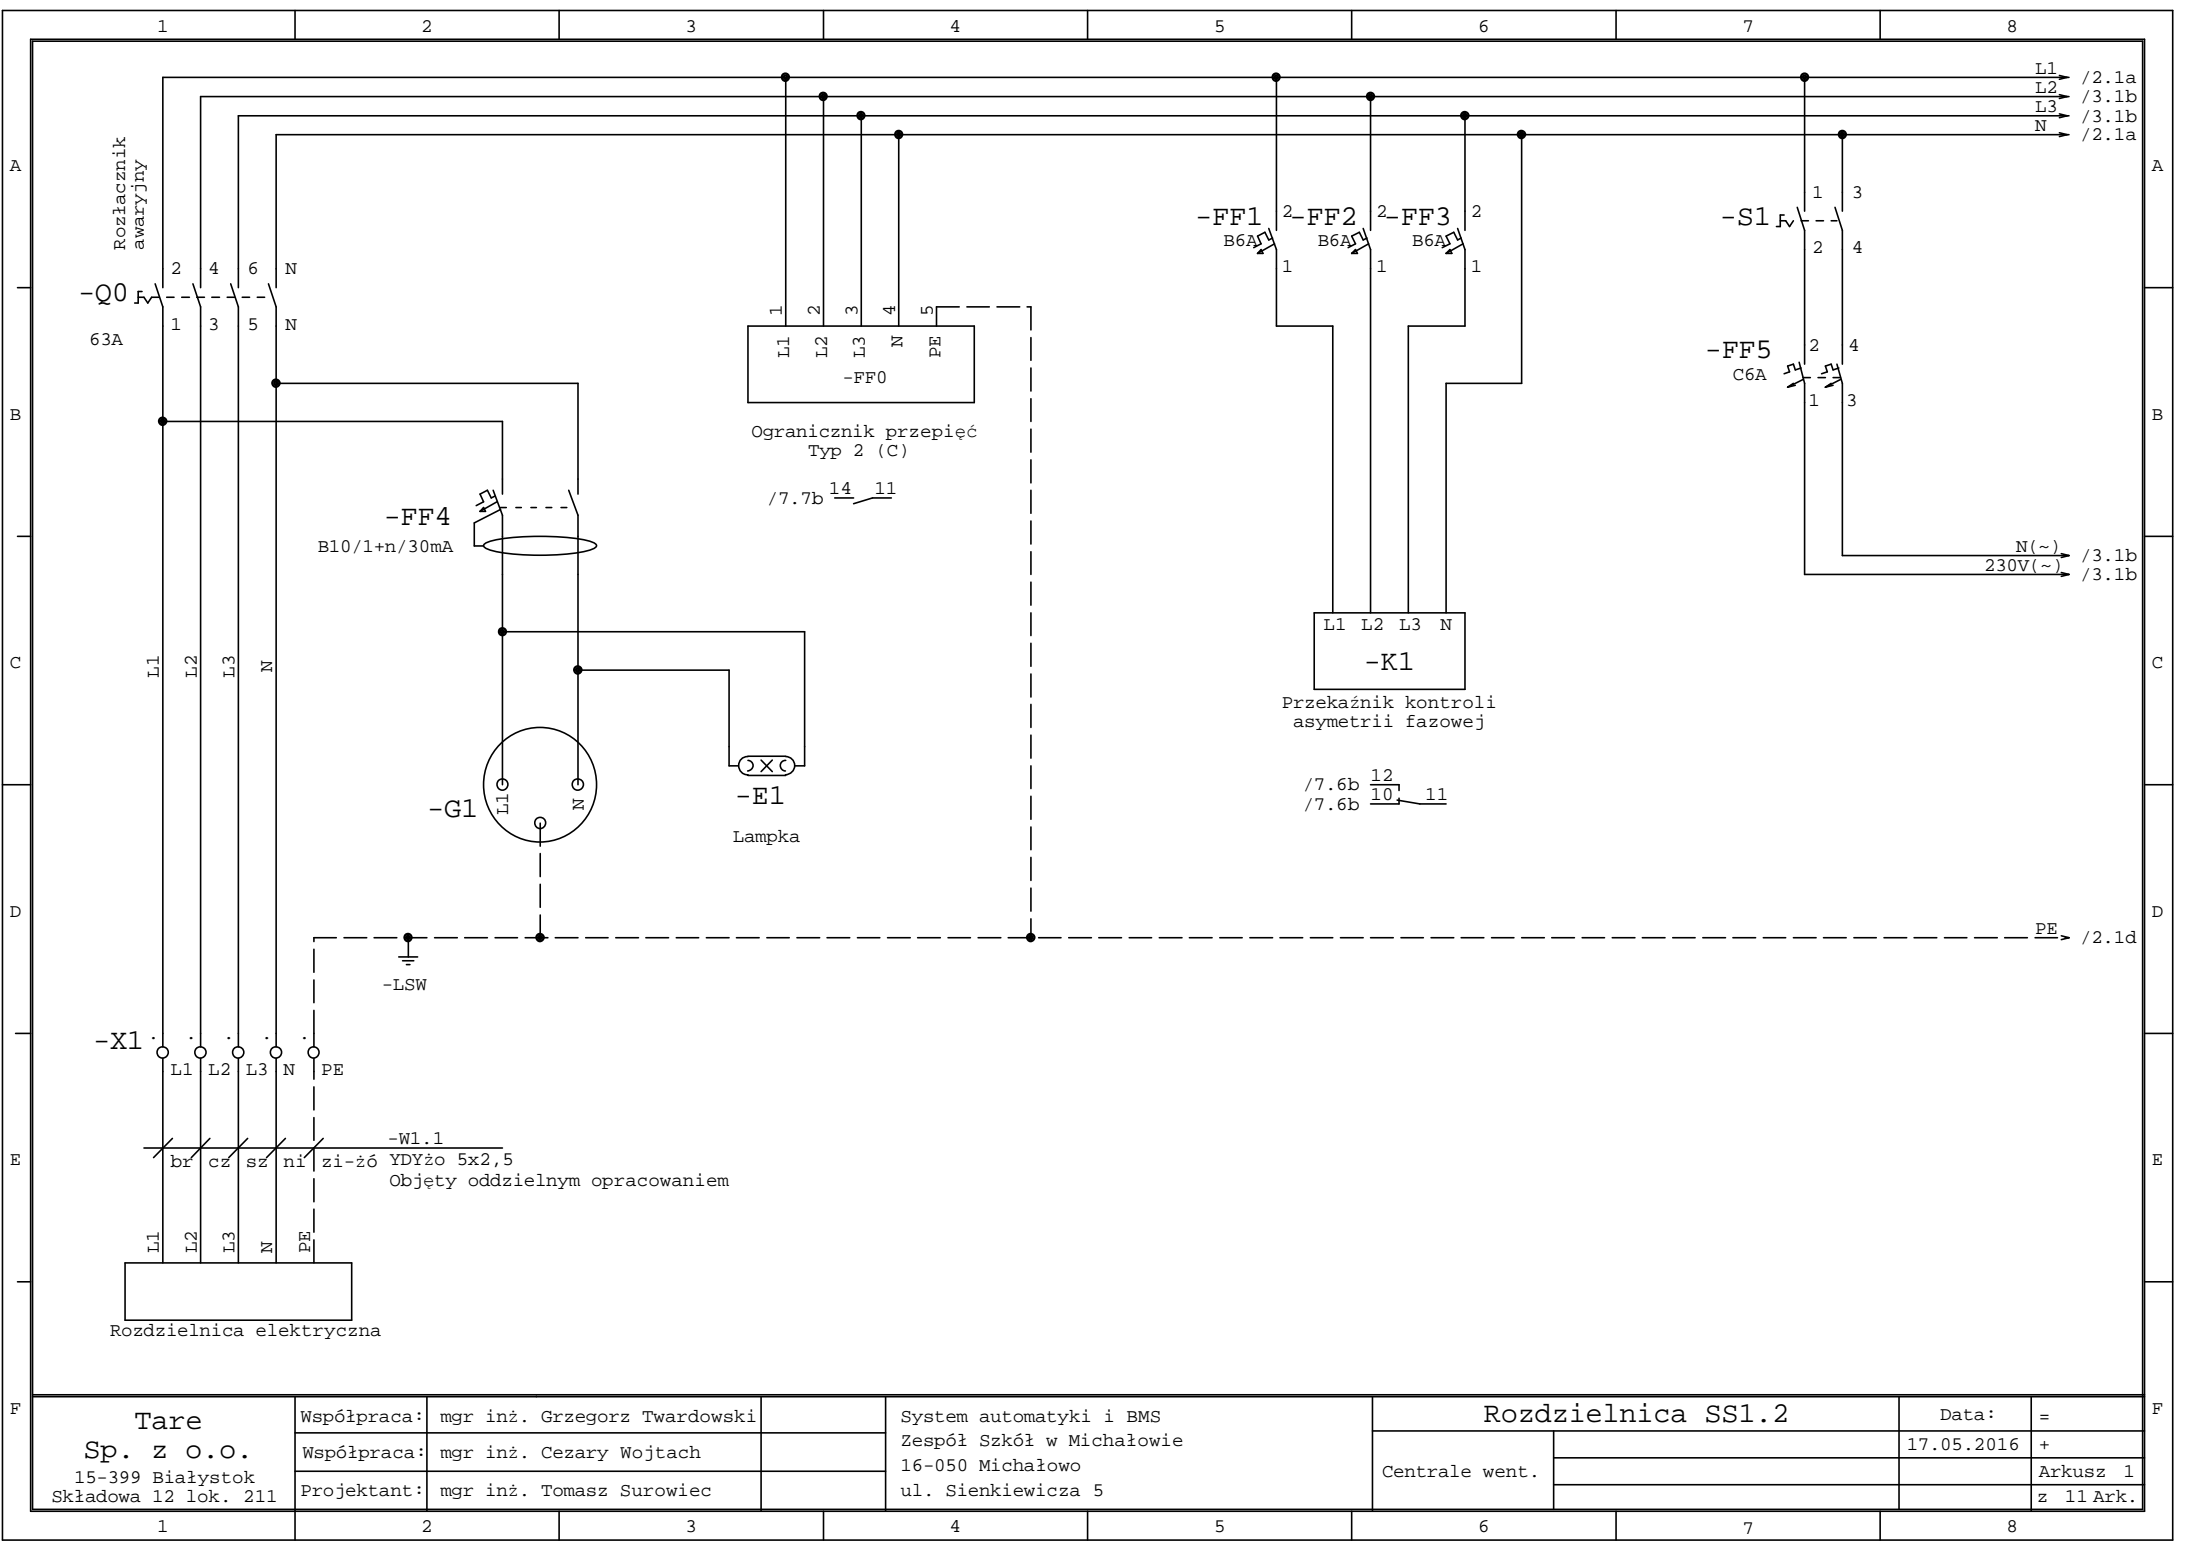 1 2 3 4 5 6 7 8
L1 /2.1a
L2 /3.1b
L3 /3.1b
N /2.1a
A A
Rozłacznik
awaryjny
2 4 6 N
-Q0
1 3 5 N
63A
1 2 3 4 5
L1 L2 L3 N PE
-FF0
Ogranicznik przepięć
Typ 2 (C)
/7.7b 14 11
-FF1 2
B6A
1
-FF2 2
B6A
1
-FF3 2
B6A
1
1 3
-S1
2 4
2 4
-FF5
C6A
1 3
B B
-FF4
B10/1+n/30mA
N(~) /3.1b
230V(~) /3.1b
L1 L2 L3 N
-K1
Przekaźnik kontroli
asymetrii fazowej
/7.6b 12
/7.6b 10 11
C C
L1 L2 L3 N
L1 N
-G1
-E1
Lampka
D D
PE /2.1d
-LSW
-X1
L1 L2 L3 N PE
-W1.1
br cz sz ni zi-żó YDYżo 5x2,5
Objęty oddzielnym opracowaniem
E E
L1 L2 L3 N PE
Rozdzielnica elektryczna
F F
Tare
Sp. z o.o.
15-399 Białystok
Składowa 12 lok. 211
Współpraca: mgr inż. Grzegorz Twardowski
Współpraca: mgr inż. Cezary Wojtach
Projektant: mgr inż. Tomasz Surowiec
System automatyki i BMS
Zespół Szkół w Michałowie
16-050 Michałowo
ul. Sienkiewicza 5
Rozdzielnica SS1.2
Centrale went.
Data: =
17.05.2016 +
Arkusz 1
z 11 Ark.
1 2 3 4 5 6 7 8